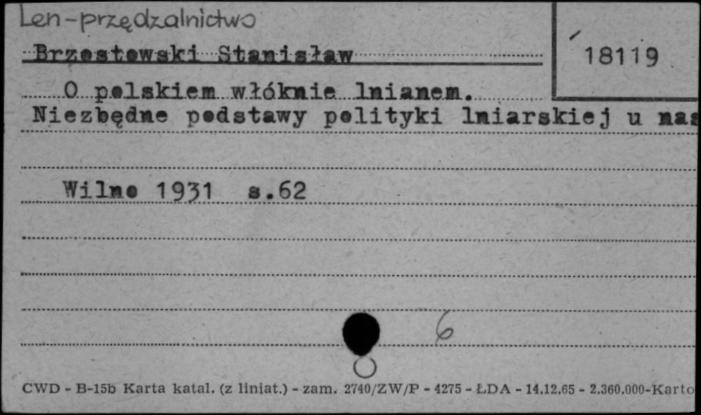 Len-przędzalnictwo
Brzostowski Stanisław
18119
O polskiem włóknie lnianem.
Niezbędne podstawy polityki lniarskiej u nas
Wilno 1931 s.62
6
CWD - B-15b Karta katal. (z liniat.) - zam. 2740/ZW/P - 4275 - ŁDA - 14.12.65 - 2.360.000-Karto